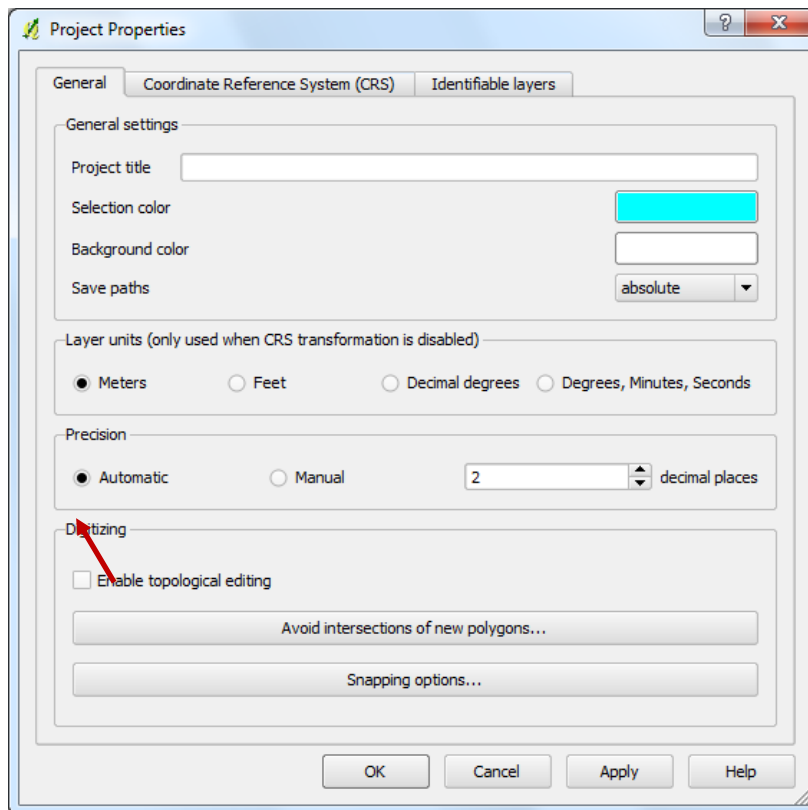 Project Properties
General Coordinate Reference System (CRS) Identifiable layers
General settings
Project title
Selection color
Background color
Save paths absolute
Layer units (only used when CRS transformation is disabled)
Meters Feet Decimal degrees Degrees, Minutes, Seconds
Precision
Automatic Manual 2 decimal places
Digitizing
Enable topological editing
Avoid intersections of new polygons...
Snapping options...
OK Cancel Apply Help